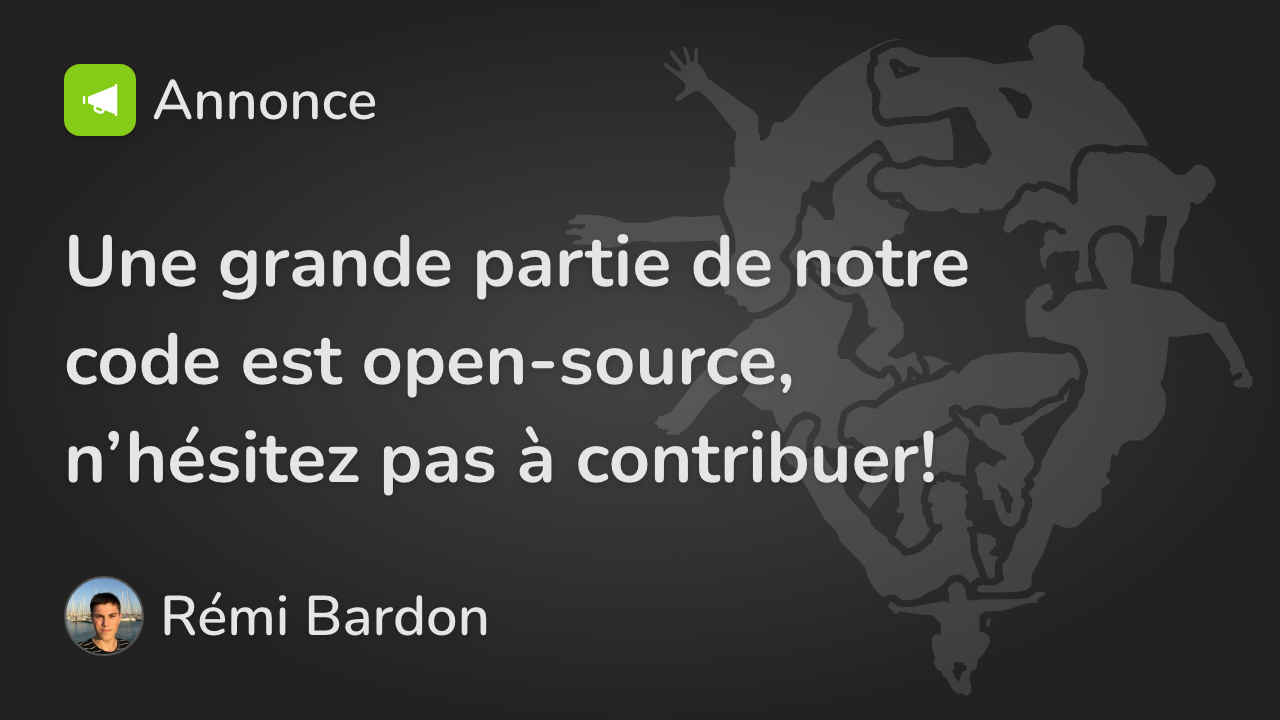 Annonce
Une grande partie de notre
code est open-source,
n’hésitez pas à contribuer!
Rémi Bardon